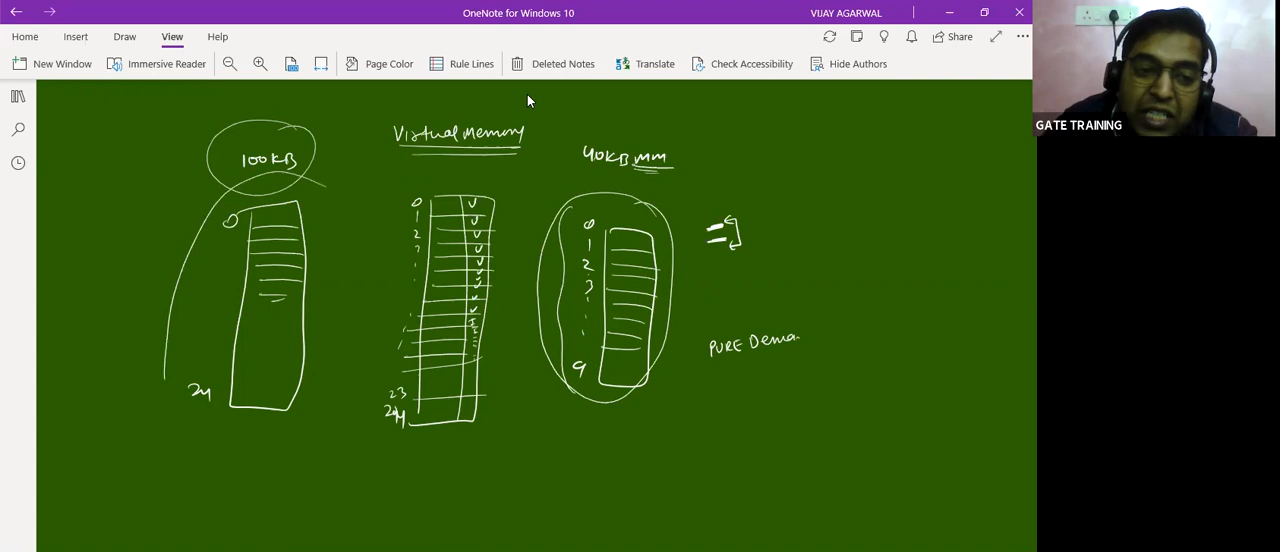 OneNote for Windows 10
VIJAY AGARWAL
Home Insert Draw View Help
Share
New Window Immersive Reader Page Color Rule Lines Deleted Notes Translate Check Accessibility Hide Authors
GATE TRAINING
Virtual Memory
100KB
40KB MM
0
24
0
1
2
3
23
24
0
1
2
3
9
PURE Dema